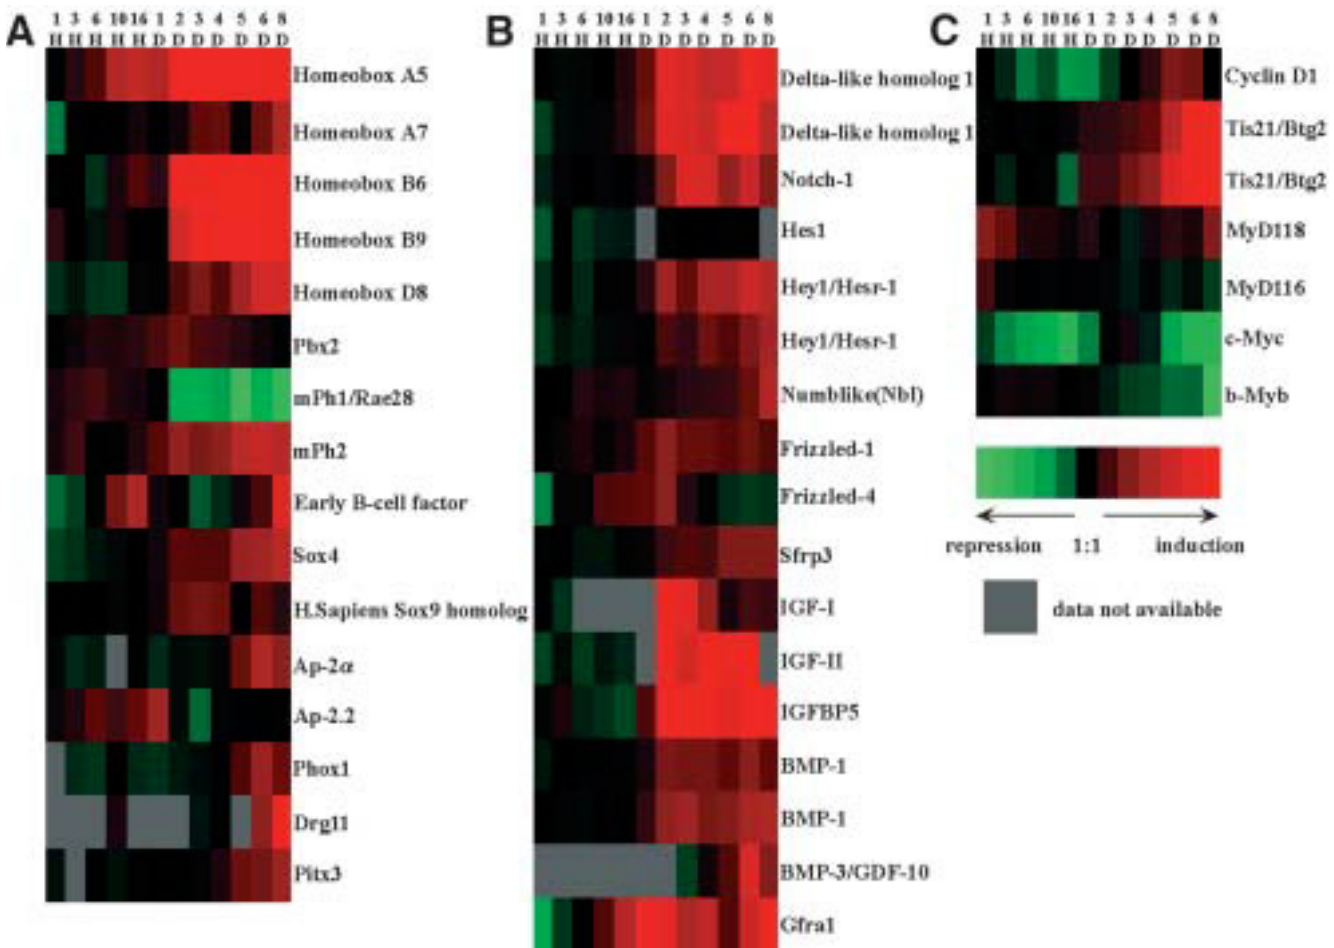 A
1 3 6 10 16 1 2 3 4 5 6 8
H H H H H D D D D D D D
Homeobox A5
Homeobox A7
Homeobox B6
Homeobox B9
Homeobox D8
Pbx2
mPh1/Rae28
mPh2
Early B-cell factor
Sox4
H.Sapiens Sox9 homolog
Ap-2α
Ap-2.2
Phox1
Drg11
Pitx3
B
1 3 6 10 16 1 2 3 4 5 6 8
H H H H H D D D D D D D
Delta-like homolog 1
Delta-like homolog 1
Notch-1
Hes1
Hey1/Hesr-1
Hey1/Hesr-1
Numblike(Nbl)
Frizzled-1
Frizzled-4
Sfrp3
IGF-I
IGF-II
IGFBP5
BMP-1
BMP-1
BMP-3/GDF-10
Gfra1
C
1 3 6 10 16 1 2 3 4 5 6 8
H H H H H D D D D D D D
Cyclin D1
Tis21/Btg2
Tis21/Btg2
MyD118
MyD116
c-Myc
b-Myb
repression 1:1 induction
data not available